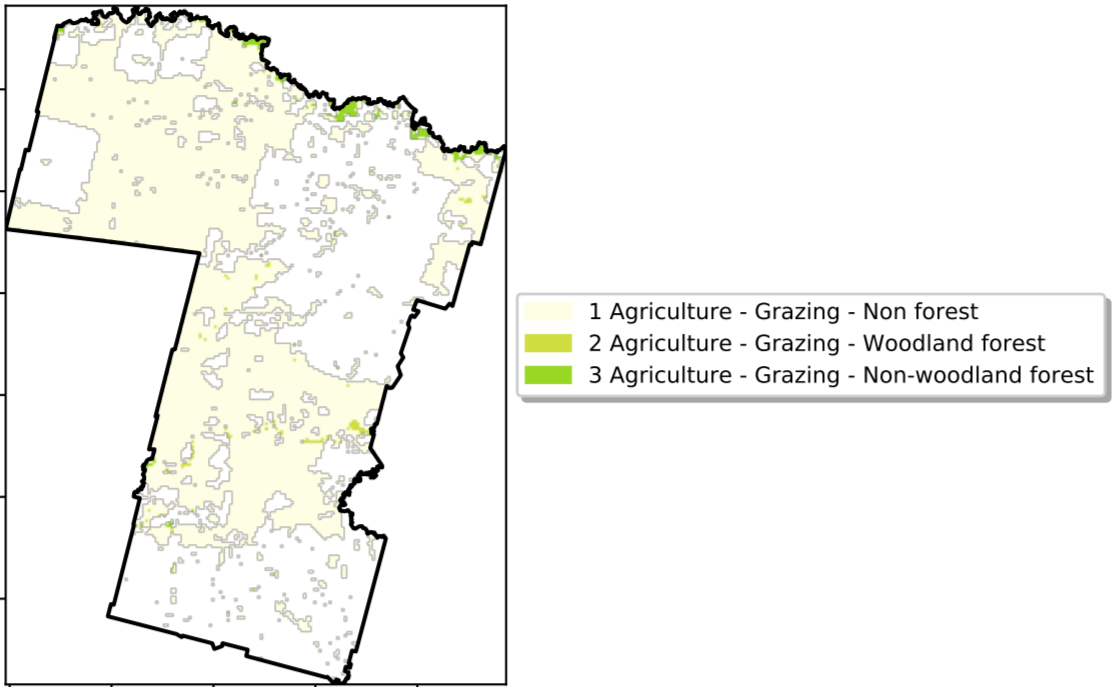 1 Agriculture - Grazing - Non forest
2 Agriculture - Grazing - Woodland forest
3 Agriculture - Grazing - Non-woodland forest